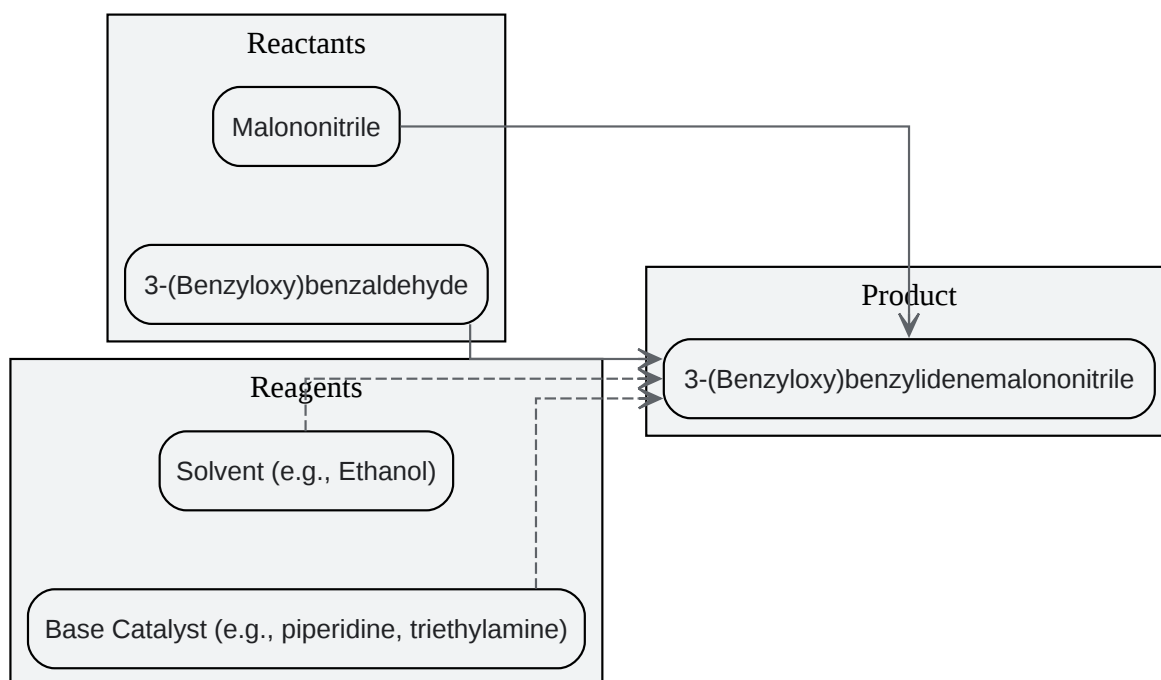 Reactants
Malononitrile
3-(Benzyloxy)benzaldehyde
Product
3-(Benzyloxy)benzylidenemalononitrile
Reagents
Solvent (e.g., Ethanol)
Base Catalyst (e.g., piperidine, triethylamine)